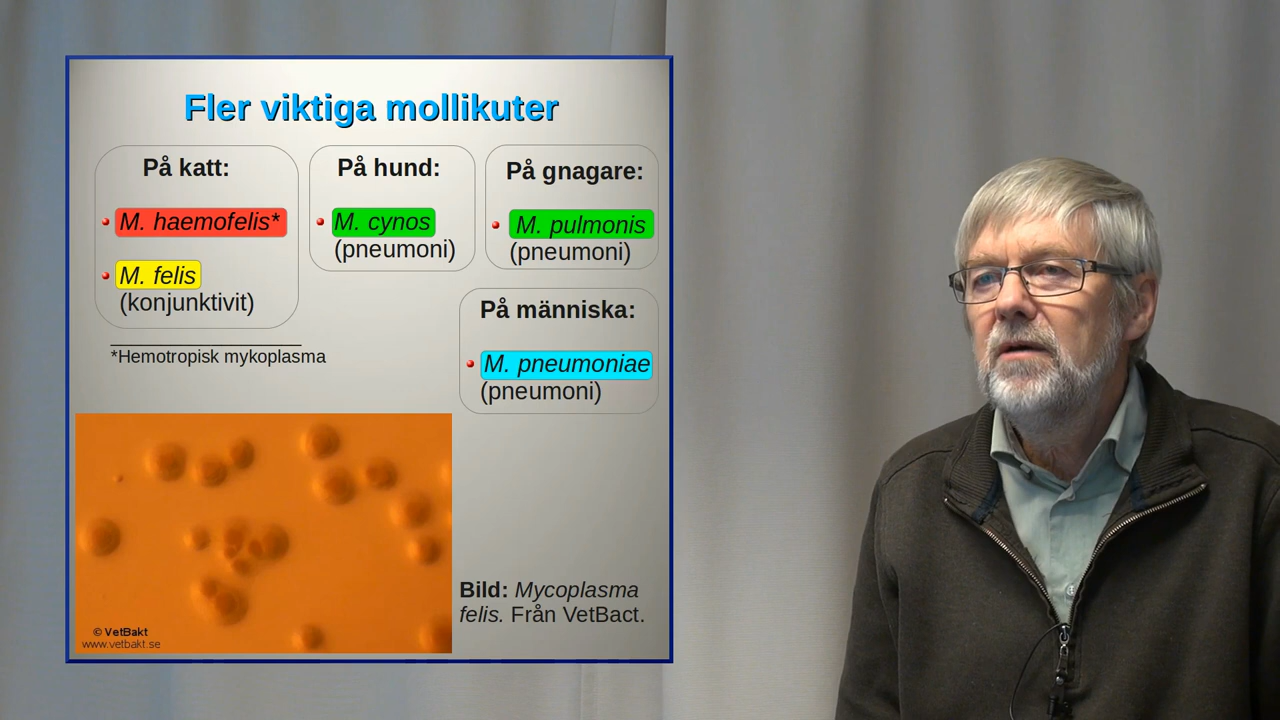 Fler viktiga mollikuter
På katt:
M. haemofelis*
M. felis
(konjunktivit)
På hund:
M. cynos
(pneumoni)
På gnagare:
M. pulmonis
(pneumoni)
På människa:
M. pneumoniae
(pneumoni)
*Hemotropisk mykoplasma
Bild: Mycoplasma
felis. Från VetBact.
© VetBakt
www.vetbakt.se